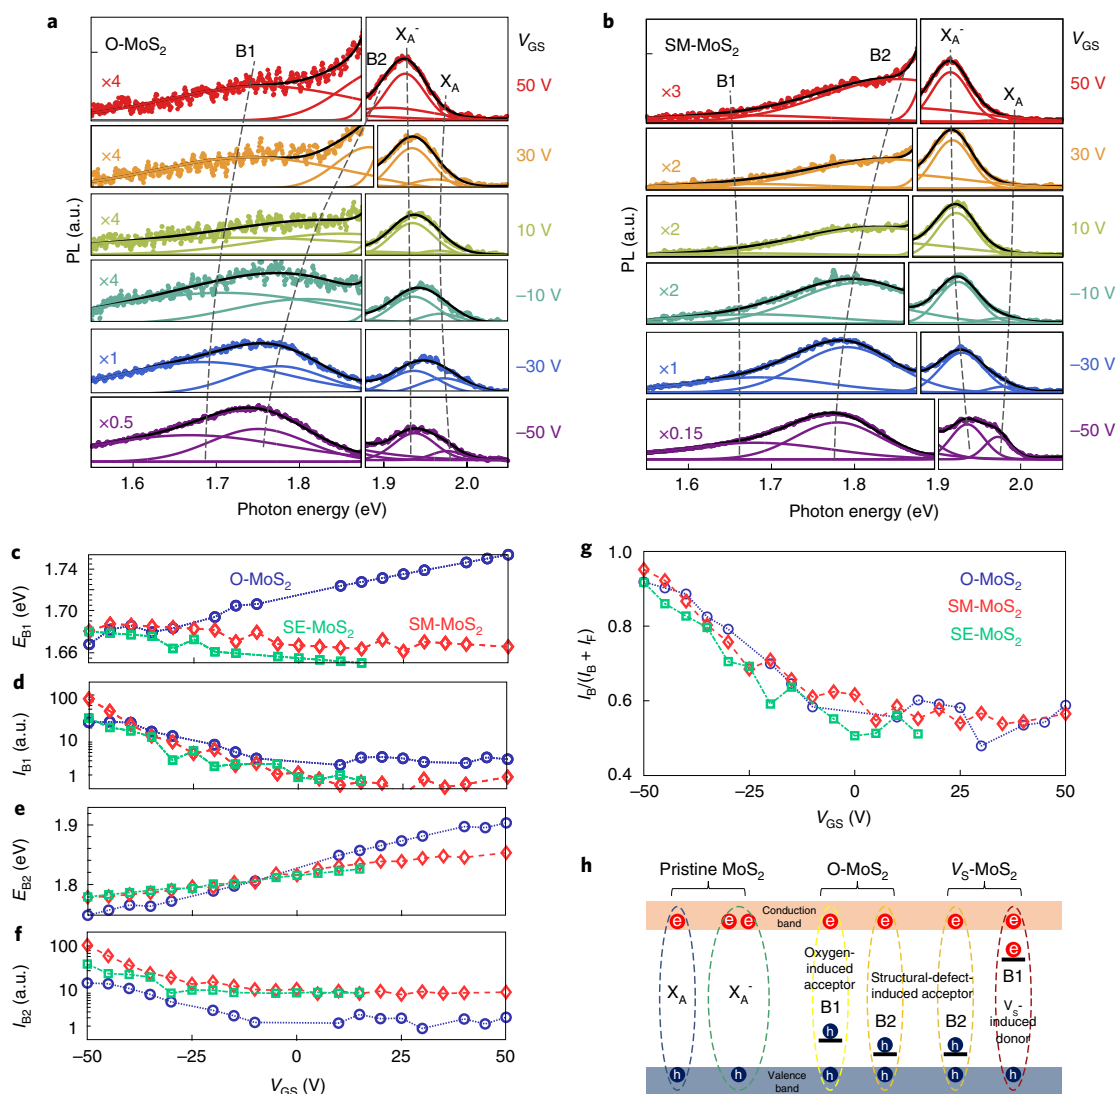 a
O-MoS2
B1
B2
XA-
XA
VGS
×4
50 V
×4
30 V
×4
10 V
×4
–10 V
×1
–30 V
×0.5
–50 V
PL (a.u.)
1.6 1.7 1.8 1.9 2.0
Photon energy (eV)
b
SM-MoS2
B1
B2
XA-
XA
VGS
×3
50 V
×2
30 V
×2
10 V
×2
–10 V
×1
–30 V
×0.15
–50 V
PL (a.u.)
1.6 1.7 1.8 1.9 2.0
Photon energy (eV)
c
1.74
1.70
1.66
EB1 (eV)
O-MoS2
SE-MoS2
SM-MoS2
d
100
10
1
IB1 (a.u.)
e
1.9
1.8
EB2 (eV)
f
100
10
1
IB2 (a.u.)
–50 –25 0 25 50
VGS (V)
g
1.0
0.8
0.6
0.4
IB/(IB + IF)
O-MoS2
SM-MoS2
SE-MoS2
–50 –25 0 25 50
VGS (V)
h
Pristine MoS2 O-MoS2 VS-MoS2
Conduction
band
e e e e e e e
e
Oxygen-
induced
acceptor
Structural-defect-
induced acceptor
XA XA-
B1 B2 B2
B1
VS-
induced
donor
h h h
h h h h h h
Valence
band